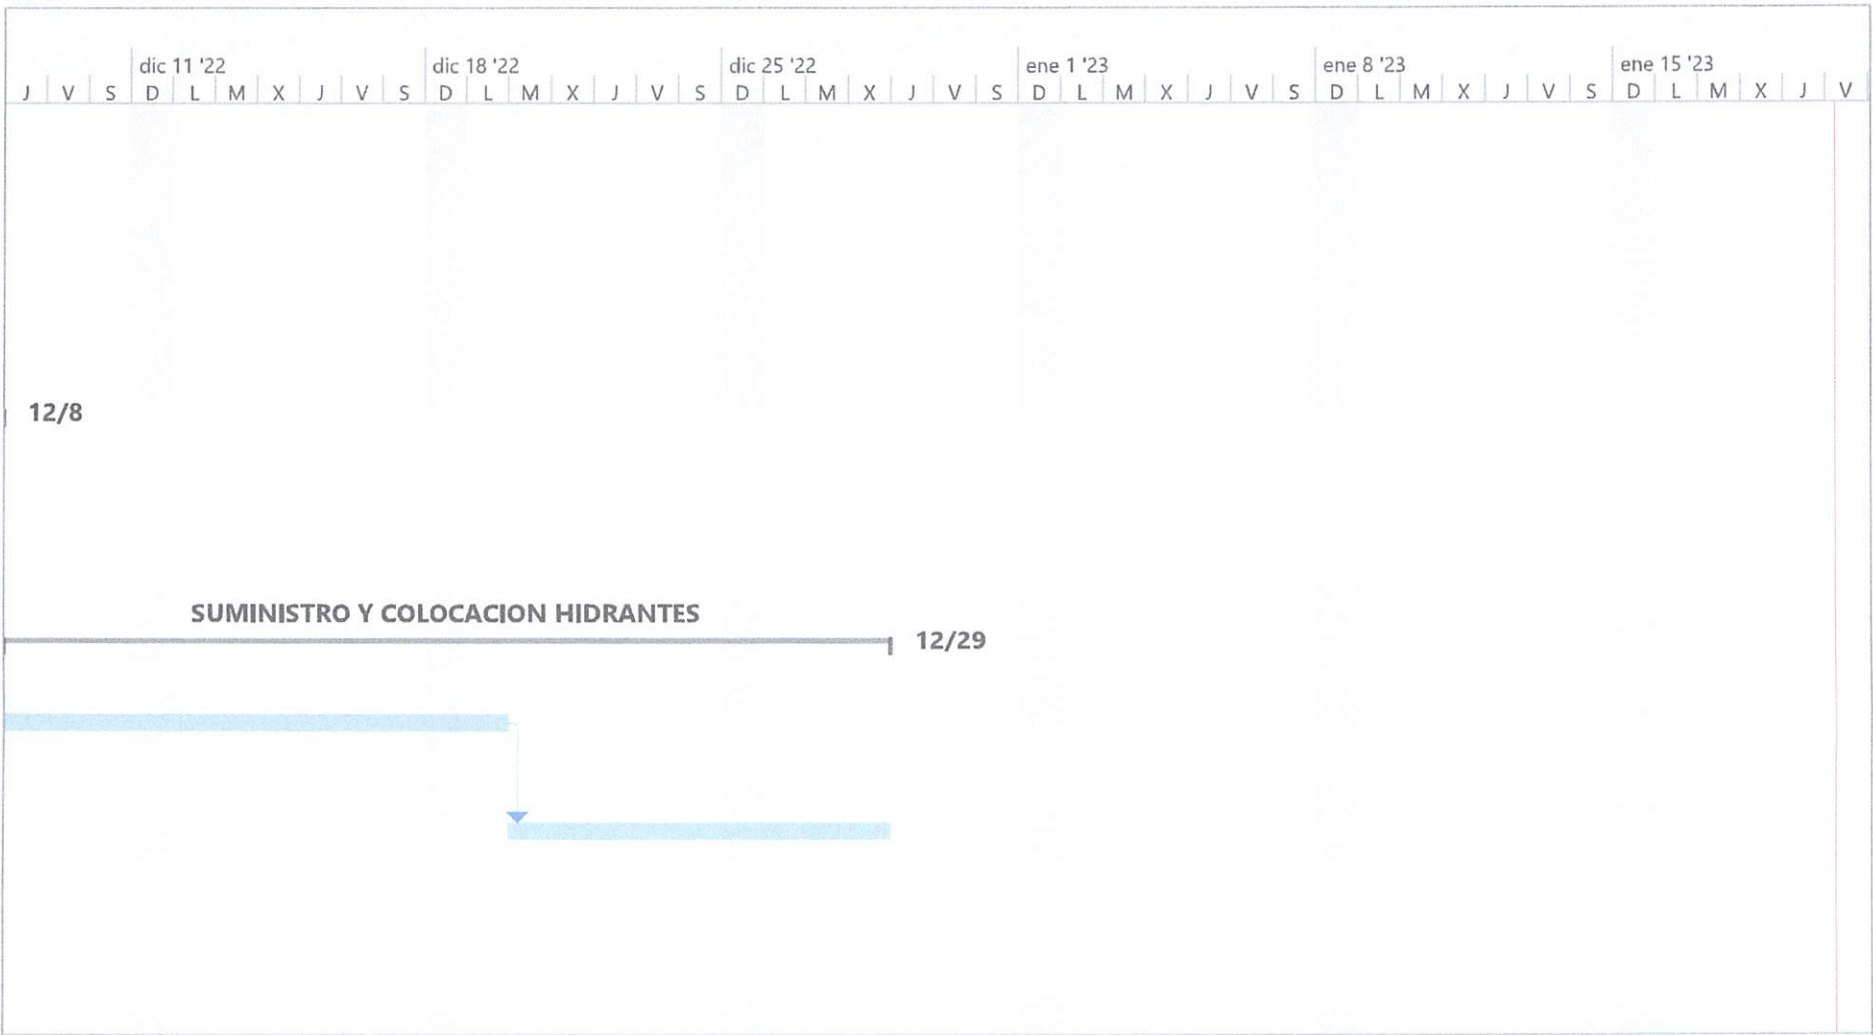 dic 11 '22 dic 18 '22 dic 25 '22 ene 1 '23 ene 8 '23 ene 15 '23
J V S D L M X J V S D L M X J V S D L M X J V S D L M X J V S D L M X J V S D L M X J V
12/8
SUMINISTRO Y COLOCACION HIDRANTES
12/29